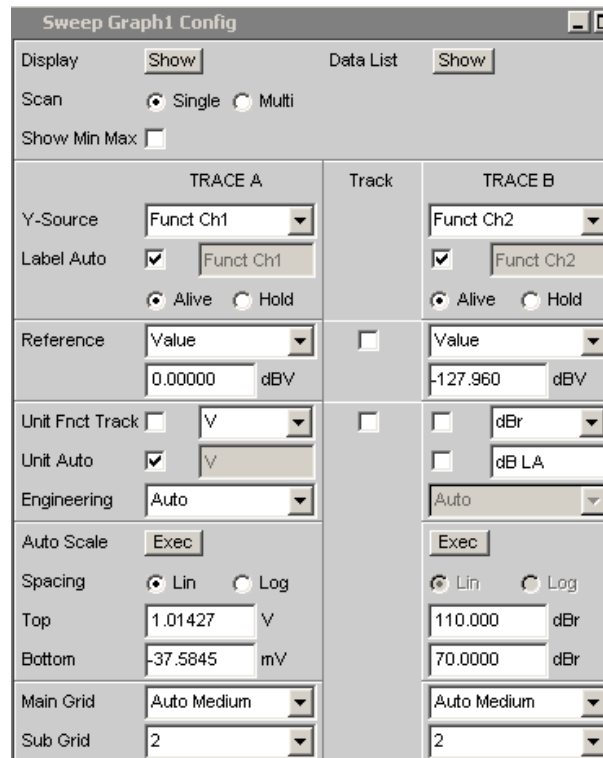 Sweep Graph1 Config
Display Show Data List Show
Scan Single Multi
Show Min Max
TRACE A Track TRACE B
Y-Source Funct Ch1 Funct Ch2
Label Auto Funct Ch1 Funct Ch2
Alive Hold Alive Hold
Reference Value Value
0.00000 dBV -127.960 dBV
Unit Fnct Track V dBr
Unit Auto V dB LA
Engineering Auto Auto
Auto Scale Exec Exec
Spacing Lin Log Lin Log
Top 1.01427 V 110.000 dBr
Bottom -37.5845 mV 70.0000 dBr
Main Grid Auto Medium Auto Medium
Sub Grid 2 2